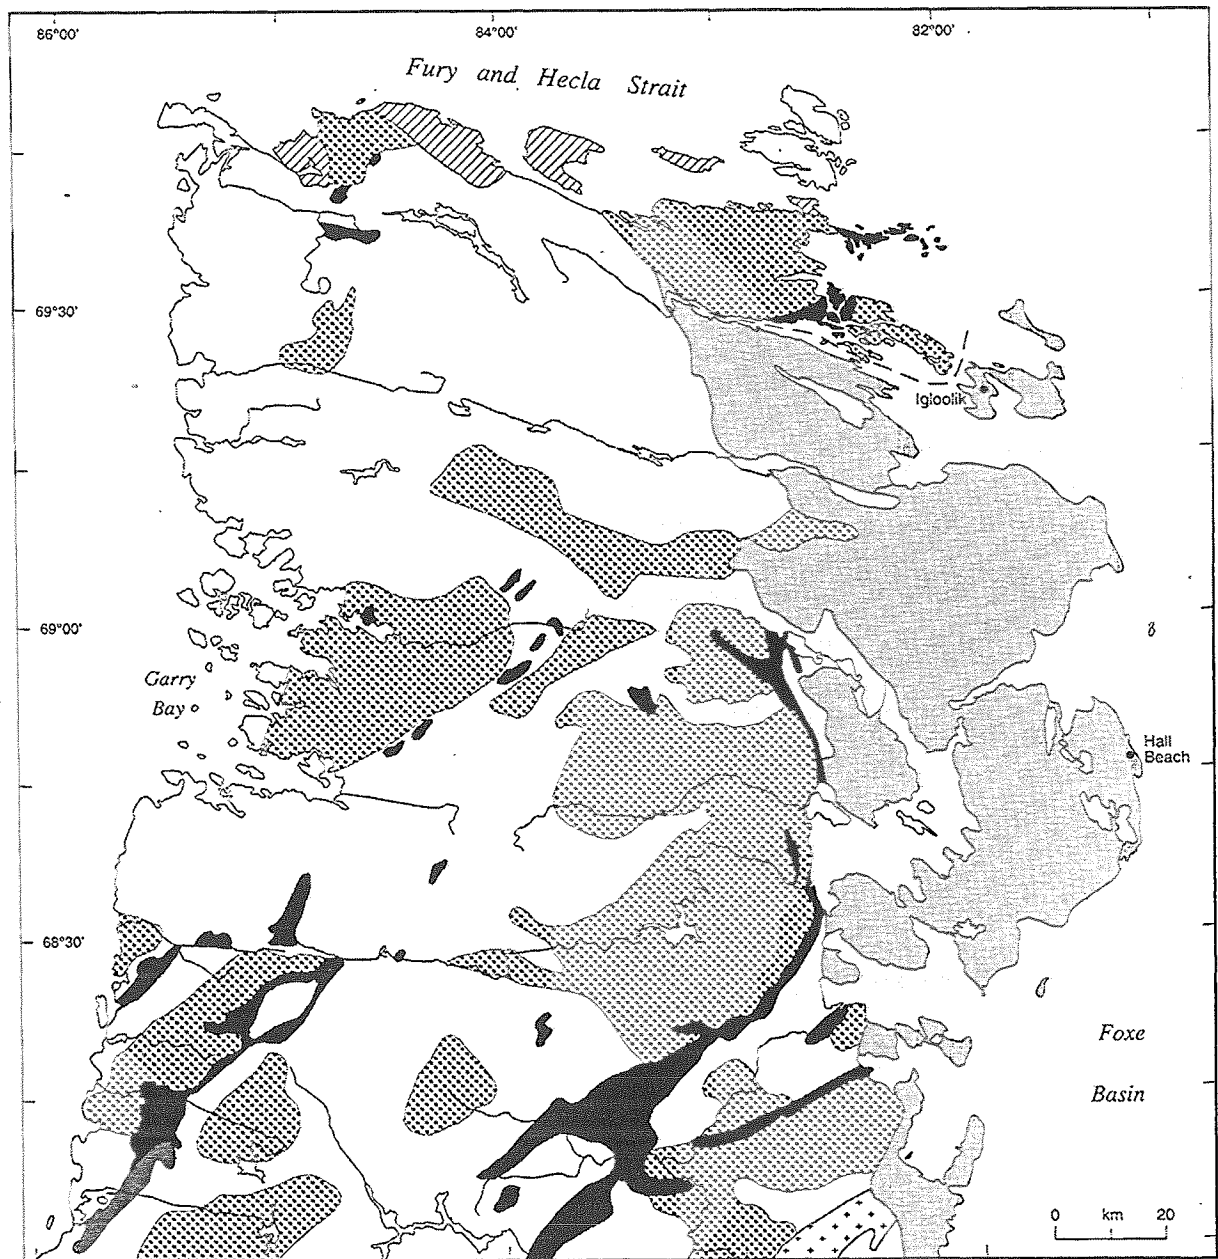 86°00'
84°00'
82°00'
Fury and Hecla Strait
69°30'
Igloolik
69°00'
Garry
Bay
Hall
Beach
68°30'
Foxe
Basin
0 km 20